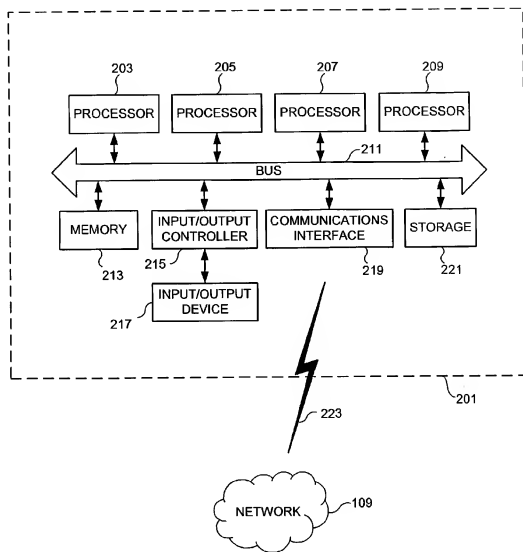 203
205
207
209
PROCESSOR
PROCESSOR
PROCESSOR
PROCESSOR
211
BUS
MEMORY
INPUT/OUTPUT
CONTROLLER
COMMUNICATIONS
INTERFACE
STORAGE
213
215
219
221
INPUT/OUTPUT
DEVICE
217
201
223
NETWORK
109